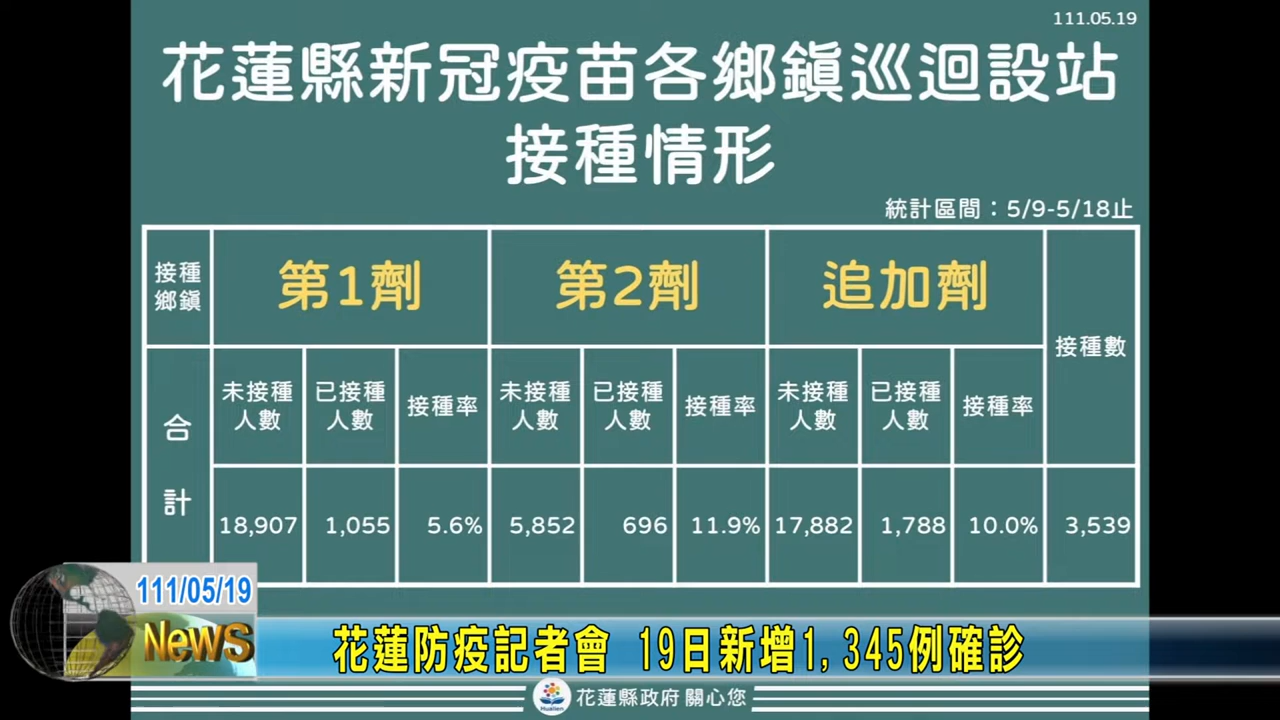 111.05.19
花蓮縣新冠疫苗各鄉鎮巡迴設站
接種情形
統計區間：5/9-5/18止
接種
鄉鎮
第1劑
第2劑
追加劑
接種數
合
計
未接種
人數
已接種
人數
接種率
未接種
人數
已接種
人數
接種率
未接種
人數
已接種
人數
接種率
18,907
1,055
5.6%
5,852
696
11.9%
17,882
1,788
10.0%
3,539
111/05/19
NewS
花蓮防疫記者會 19日新增1,345例確診
Hualien
花蓮縣政府 關心您